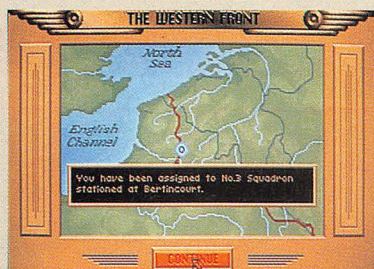 THE WESTERN FRONT
North
Sea
English
Channel
You have been assigned to No.3 Squadron
stationed at Bertincourt.
CONTINUE